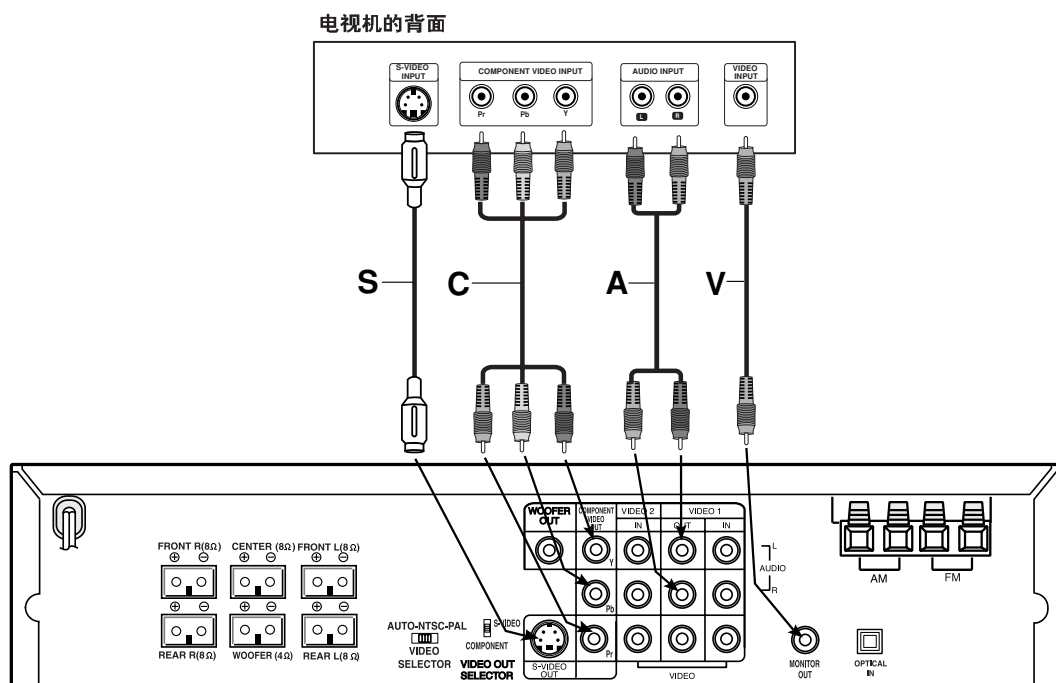 电视机的背面
S-VIDEO
INPUT
COMPONENT VIDEO INPUT
AUDIO INPUT
VIDEO
INPUT
Pr
Pb
Y
L
R
S
C
A
V
WOOFER
OUT
COMPONENT
VIDEO
OUT
VIDEO 2
VIDEO 1
IN
OUT
IN
FRONT R(8Ω)
CENTER (8Ω)
FRONT L(8Ω)
Y
L
AUDIO
R
AM
FM
Pb
AUTO-NTSC-PAL
VIDEO
SELECTOR
S-VIDEO
COMPONENT
VIDEO OUT
SELECTOR
REAR R(8Ω)
WOOFER (4Ω)
REAR L(8Ω)
Pr
S-VIDEO
OUT
VIDEO
MONITOR
OUT
OPTICAL
IN